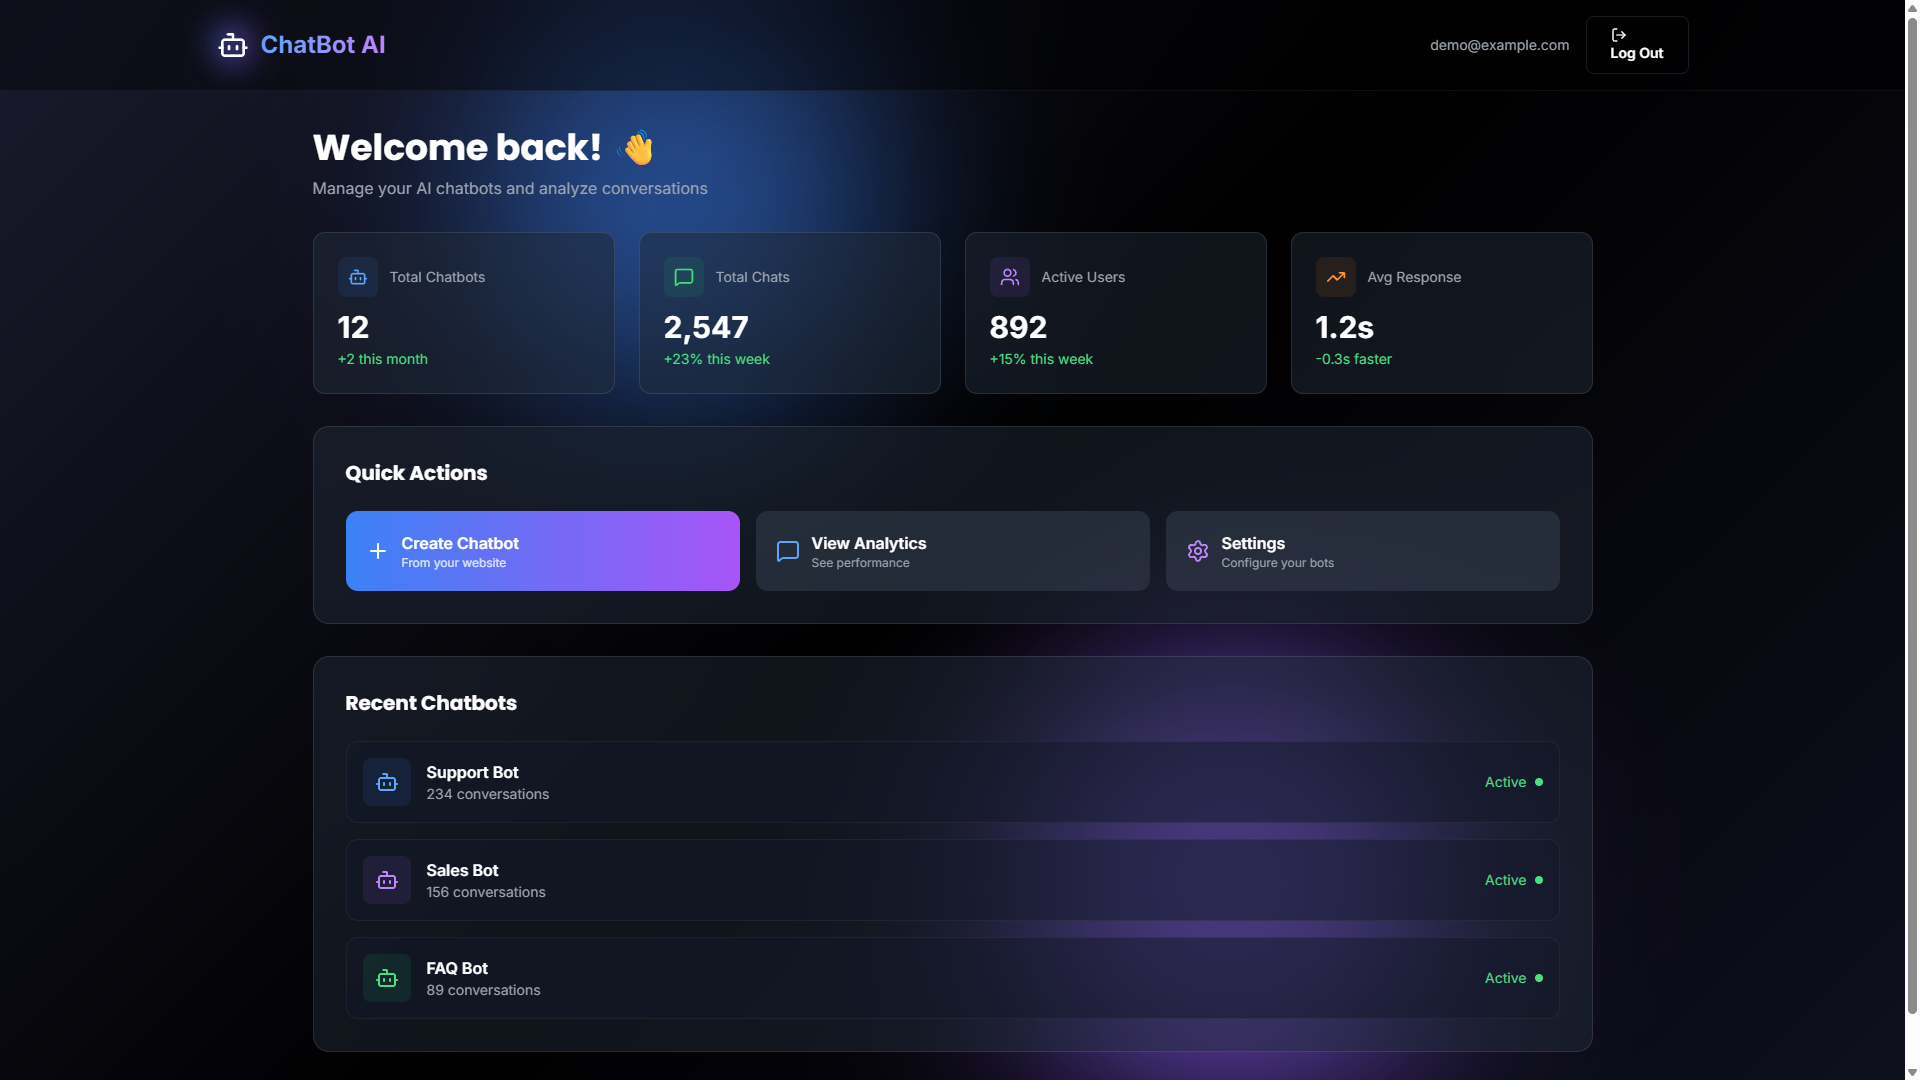 ChatBot AI
demo@example.com
Log Out
Welcome back! 👋
Manage your AI chatbots and analyze conversations
Total Chatbots
12
+2 this month
Total Chats
2,547
+23% this week
Active Users
892
+15% this week
Avg Response
1.2s
-0.3s faster
Quick Actions
Create Chatbot
From your website
View Analytics
See performance
Settings
Configure your bots
Recent Chatbots
Support Bot
234 conversations
Active
Sales Bot
156 conversations
Active
FAQ Bot
89 conversations
Active